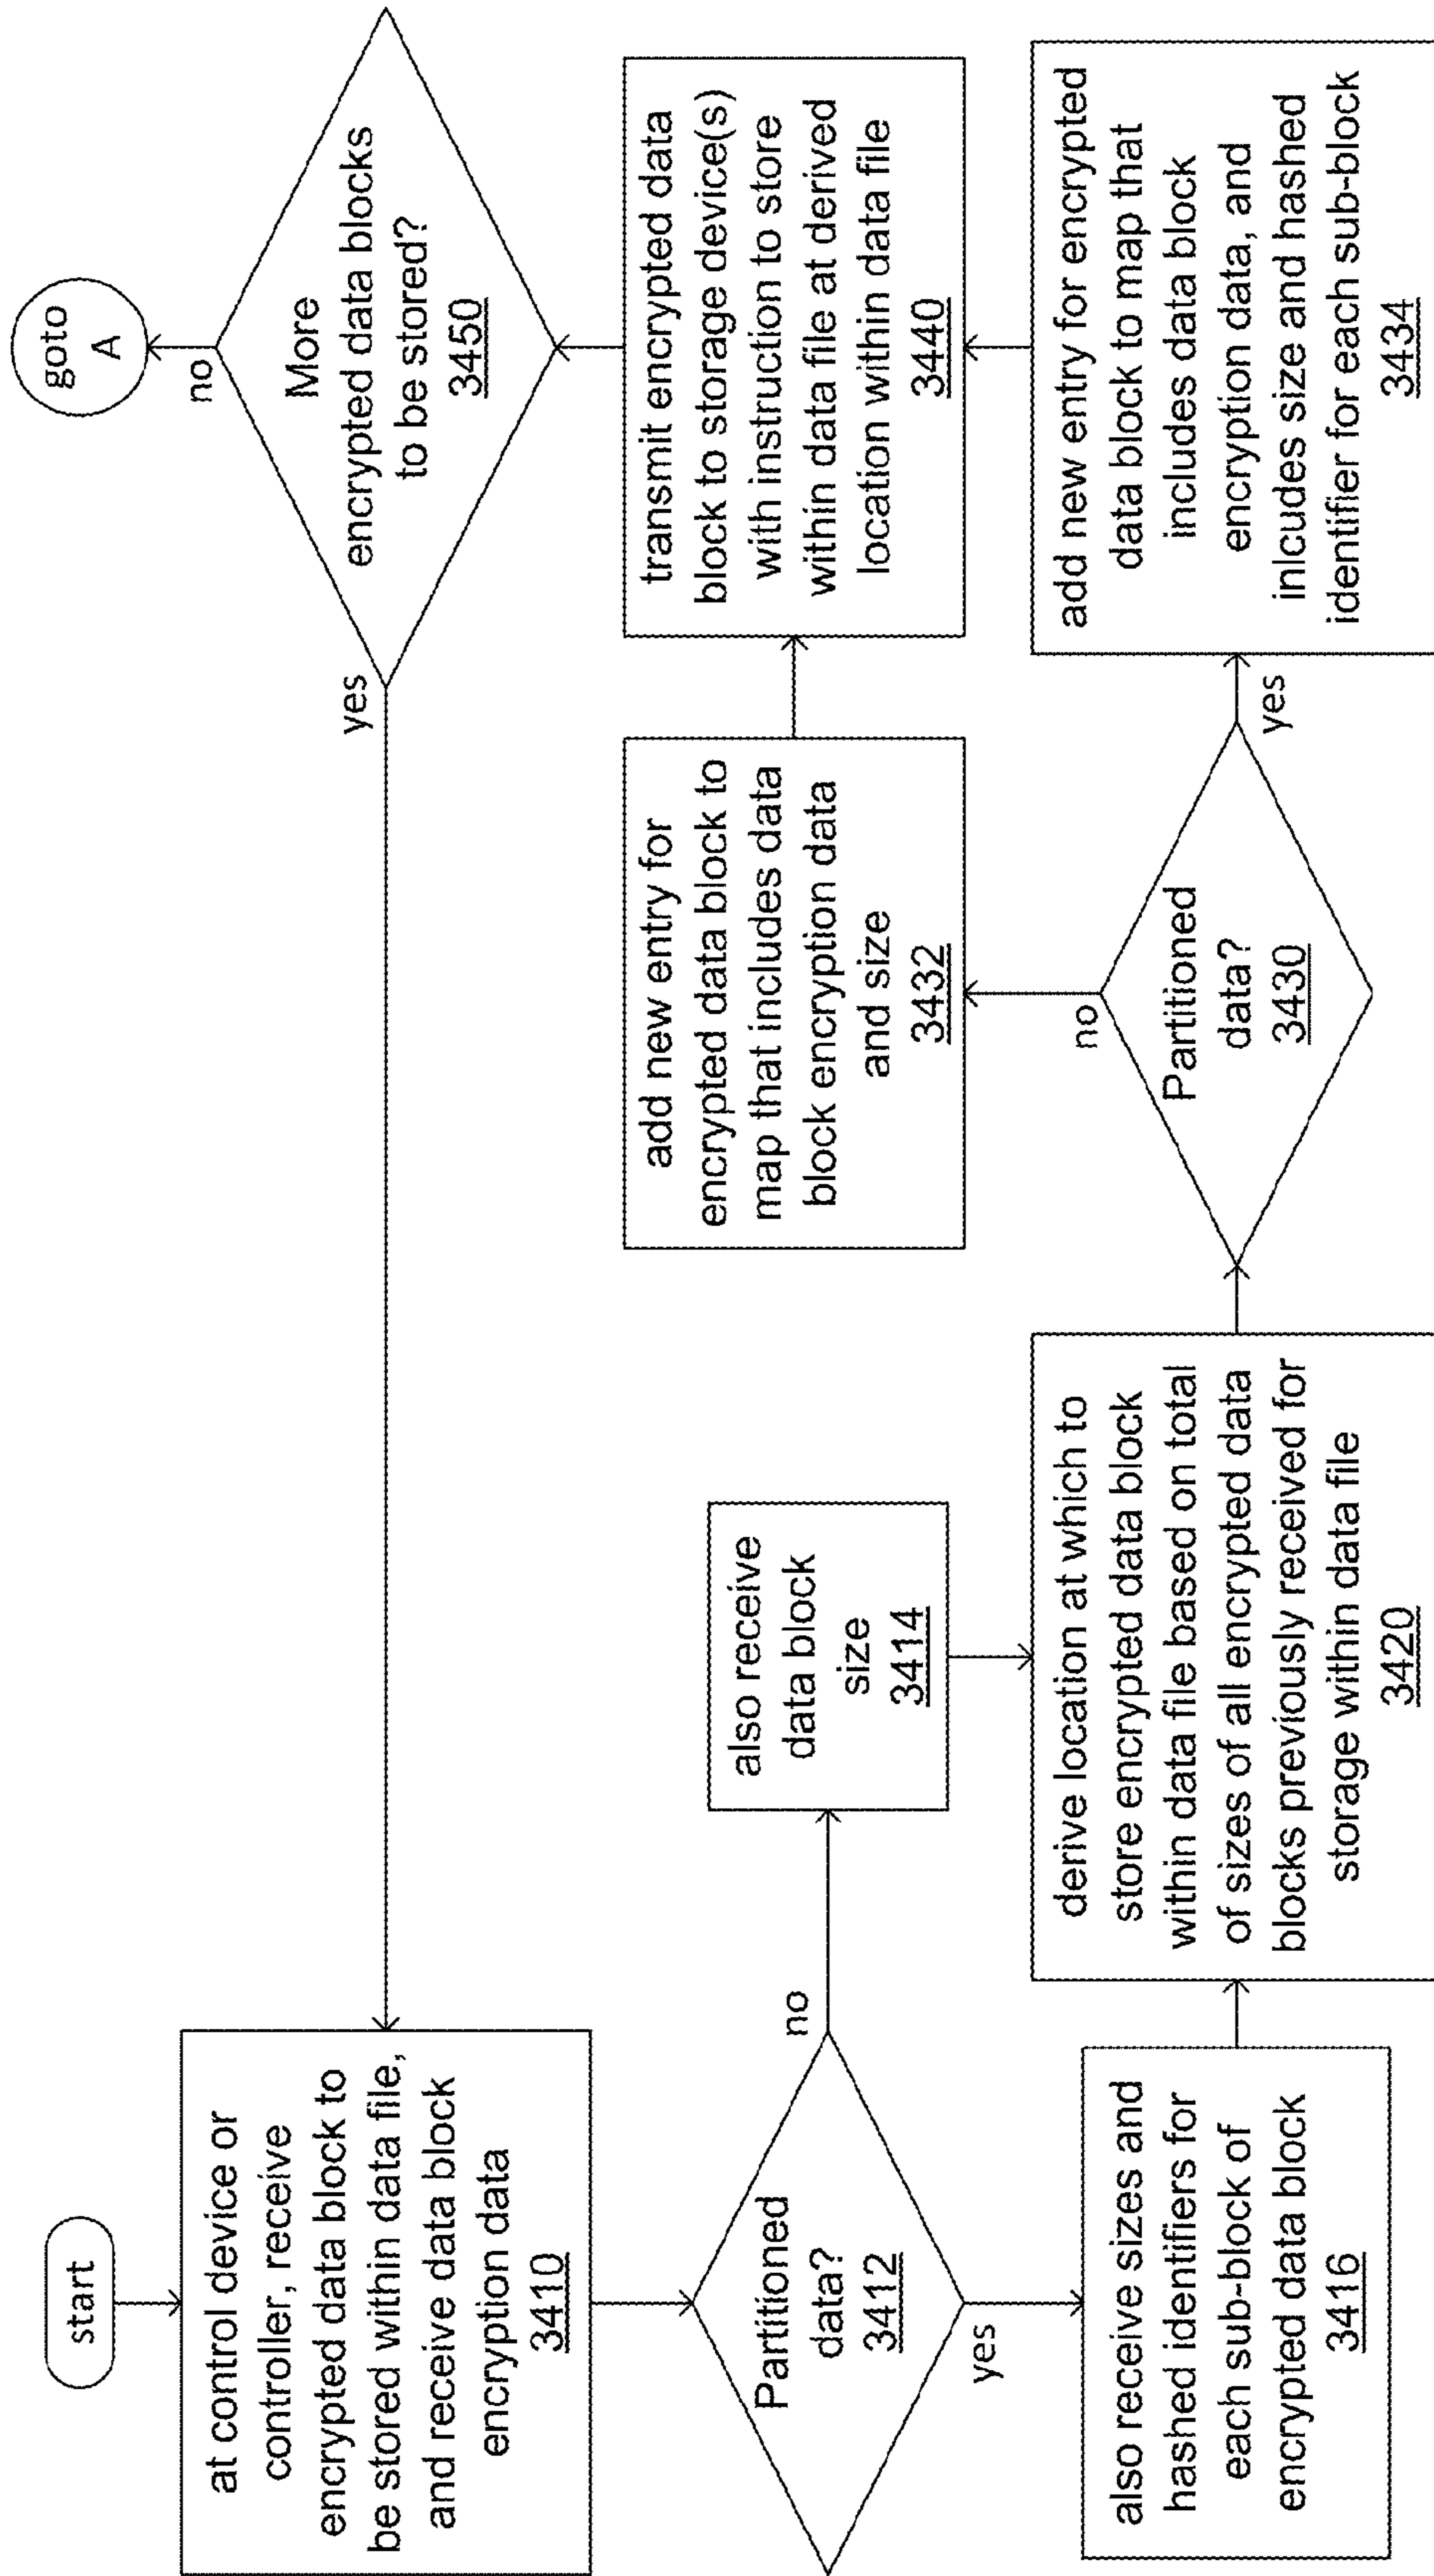 start
at control device or
controller, receive
encrypted data block to
be stored within data file,
and receive data block
encryption data
3410
Partitioned
data?
3412
no
yes
also receive
data block
size
3414
also receive sizes and
hashed identifiers for
each sub-block of
encrypted data block
3416
derive location at which to
store encrypted data block
within data file based on total
of sizes of all encrypted data
blocks previously received for
storage within data file
3420
Partitioned
data?
3430
no
yes
add new entry for
encrypted data block to
map that includes data
block encryption data
and size
3432
add new entry for encrypted
data block to map that
includes data block
encryption data, and
inlcudes size and hashed
identifier for each sub-block
3434
transmit encrypted data
block to storage device(s)
with instruction to store
within data file at derived
location within data file
3440
More
encrypted data blocks
to be stored?
3450
yes
no
goto
A